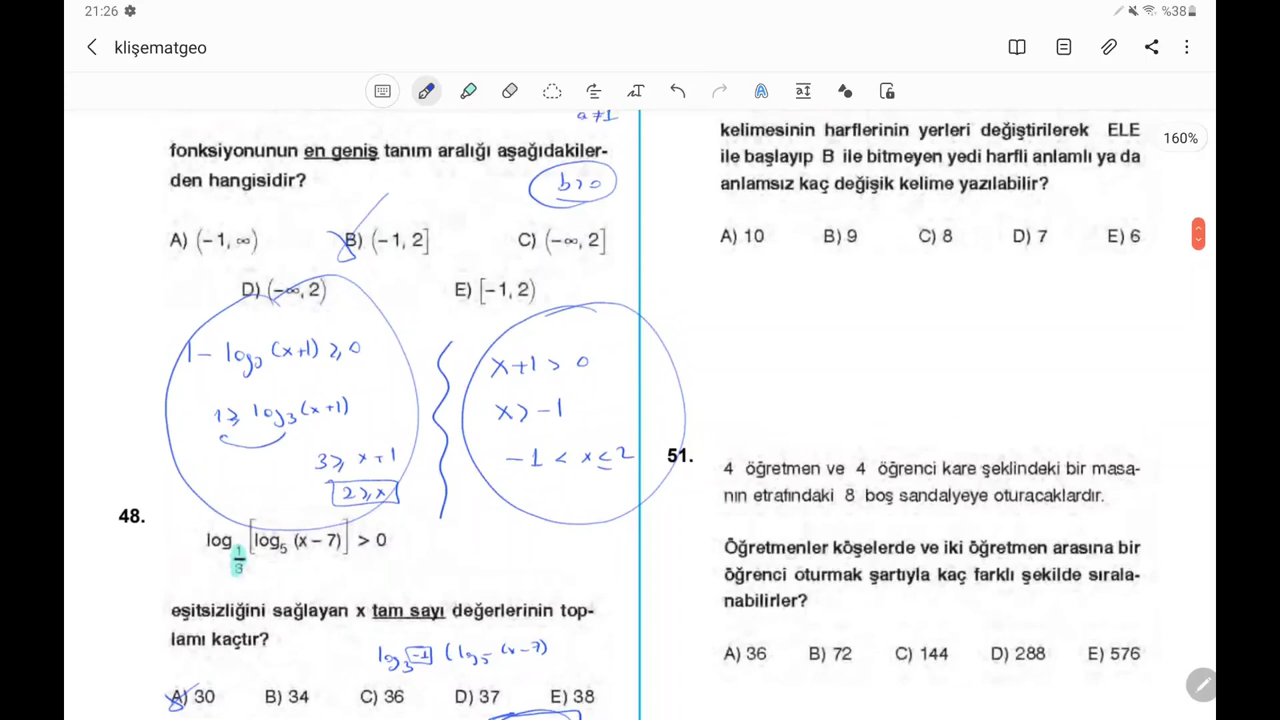 21:26
%38
klişematgeo
160%
a≠1
fonksiyonunun en geniş tanım aralığı aşağıdakiler-
den hangisidir?
b>0
A) (−1, ∞)
B) (−1, 2]
C) (−∞, 2]
D) (−∞, 2)
E) [−1, 2)
1 − log₃(x+1) ≥ 0
1 ≥ log₃(x+1)
3 ≥ x+1
2 ≥ x
x+1 > 0
x > −1
−1 < x ≤ 2
48.
log_{1/3} [log₅ (x − 7)] > 0
eşitsizliğini sağlayan x tam sayı değerlerinin top-
lamı kaçtır?
log₃−1 (log₅ (x−7)
A) 30
B) 34
C) 36
D) 37
E) 38
kelimesinin harflerinin yerleri değiştirilerek ELE
ile başlayıp B ile bitmeyen yedi harfli anlamlı ya da
anlamsız kaç değişik kelime yazılabilir?
A) 10
B) 9
C) 8
D) 7
E) 6
51.
4 öğretmen ve 4 öğrenci kare şeklindeki bir masa-
nın etrafındaki 8 boş sandalyeye oturacaklardır.
Öğretmenler köşelerde ve iki öğretmen arasına bir
öğrenci oturmak şartıyla kaç farklı şekilde sırala-
nabilirler?
A) 36
B) 72
C) 144
D) 288
E) 576